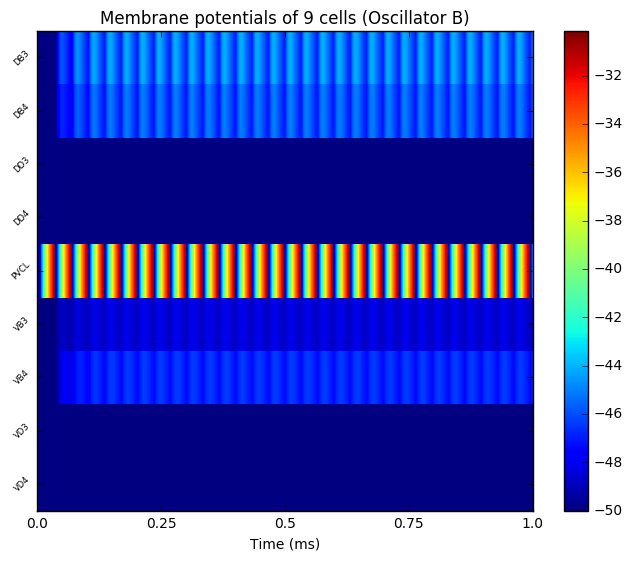 Membrane potentials of 9 cells (Oscillator B)
DB3
DB4
DD3
DD4
PVCL
VB3
VB4
VD3
VD4
0.0 0.25 0.5 0.75 1.0
Time (ms)
−32
−34
−36
−38
−40
−42
−44
−46
−48
−50